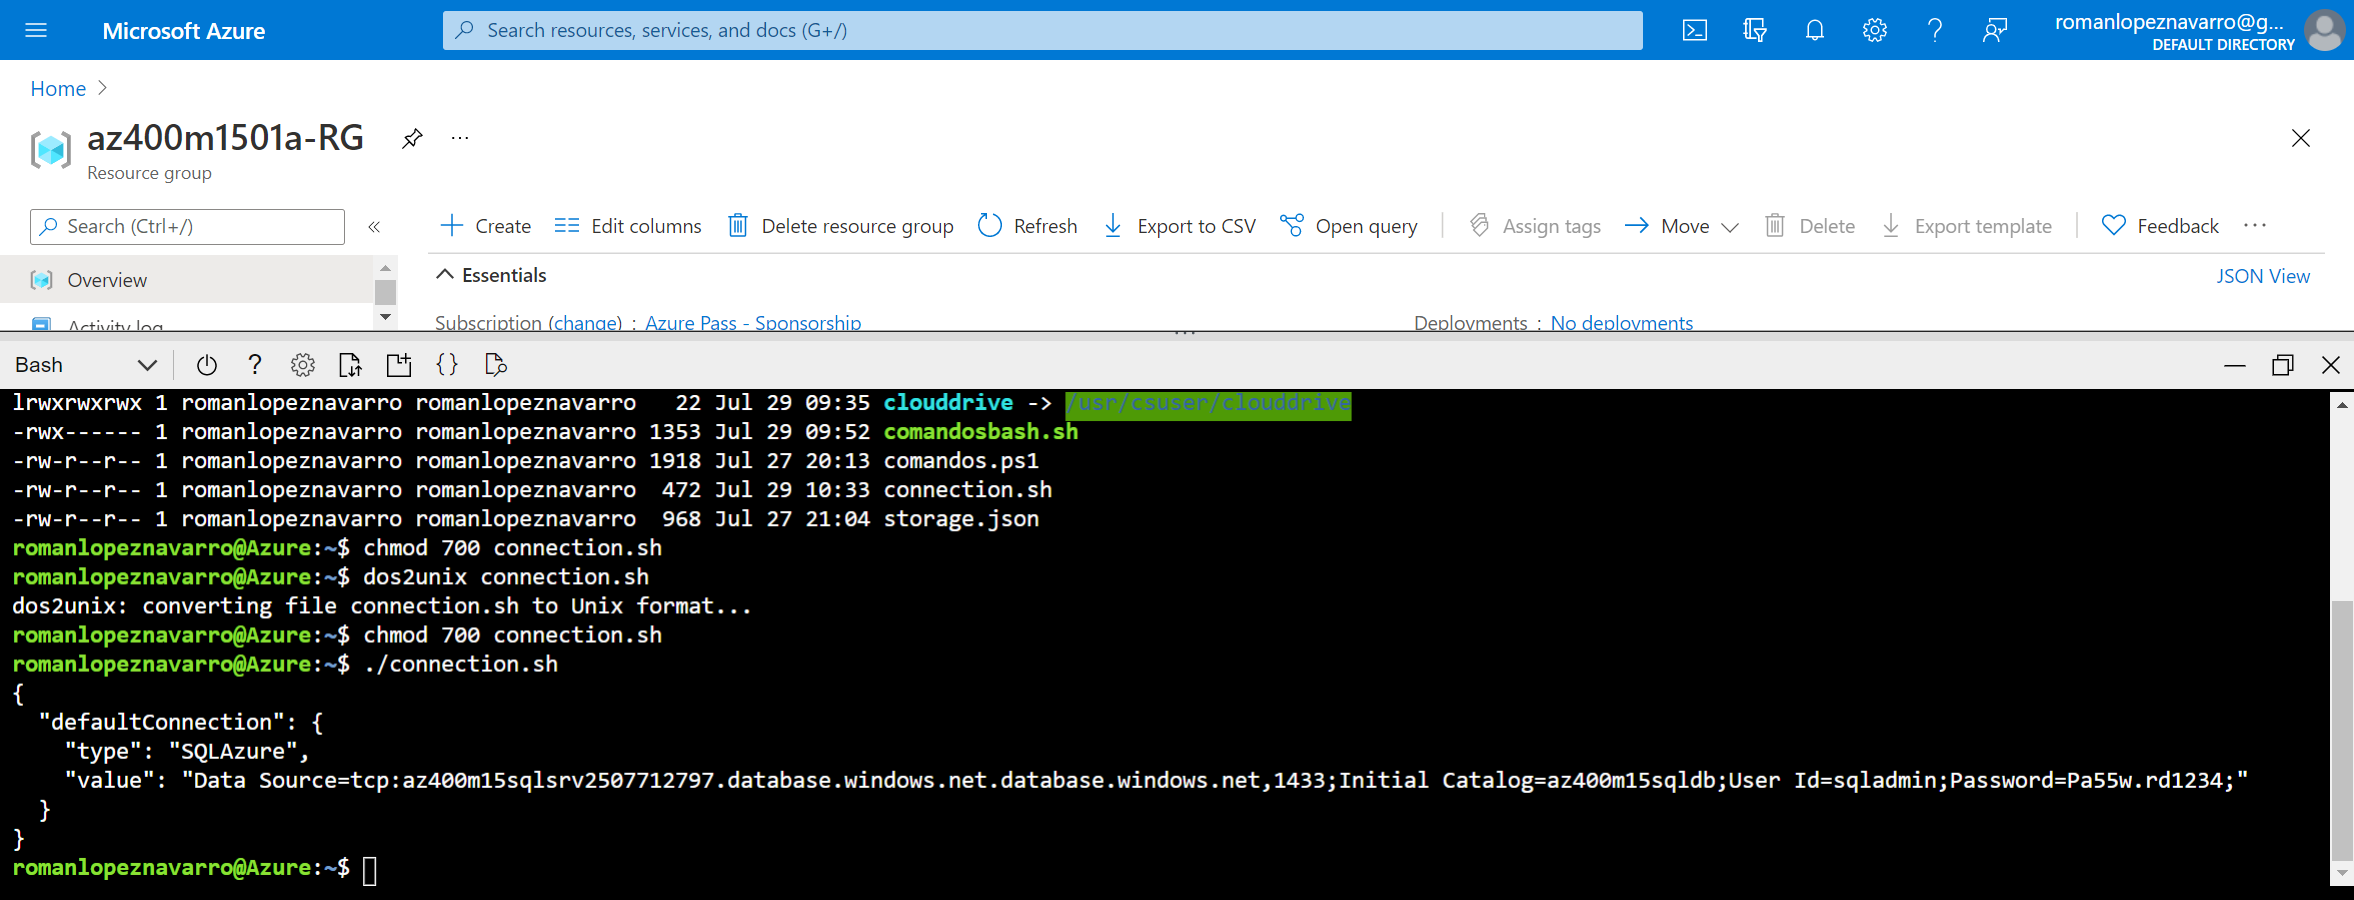 Microsoft Azure
Search resources, services, and docs (G+/)
romanlopeznavarro@g...
DEFAULT DIRECTORY
Home
az400m1501a-RG
Resource group
Search (Ctrl+/)
Create Edit columns Delete resource group Refresh Export to CSV Open query Assign tags Move Delete Export template Feedback
Overview
Essentials
JSON View
Activity log
Subscription (change) : Azure Pass - Sponsorship
Deployments : No deployments
Bash
lrwxrwxrwx 1 romanlopeznavarro romanlopeznavarro   22 Jul 29 09:35 clouddrive -> /usr/csuser/clouddrive
-rwx------ 1 romanlopeznavarro romanlopeznavarro 1353 Jul 29 09:52 comandosbash.sh
-rw-r--r-- 1 romanlopeznavarro romanlopeznavarro 1918 Jul 27 20:13 comandos.ps1
-rw-r--r-- 1 romanlopeznavarro romanlopeznavarro  472 Jul 29 10:33 connection.sh
-rw-r--r-- 1 romanlopeznavarro romanlopeznavarro  968 Jul 27 21:04 storage.json
romanlopeznavarro@Azure:~$ chmod 700 connection.sh
romanlopeznavarro@Azure:~$ dos2unix connection.sh
dos2unix: converting file connection.sh to Unix format...
romanlopeznavarro@Azure:~$ chmod 700 connection.sh
romanlopeznavarro@Azure:~$ ./connection.sh
{
  "defaultConnection": {
    "type": "SQLAzure",
    "value": "Data Source=tcp:az400m15sqlsrv2507712797.database.windows.net.database.windows.net,1433;Initial Catalog=az400m15sqldb;User Id=sqladmin;Password=Pa55w.rd1234;"
  }
}
romanlopeznavarro@Azure:~$